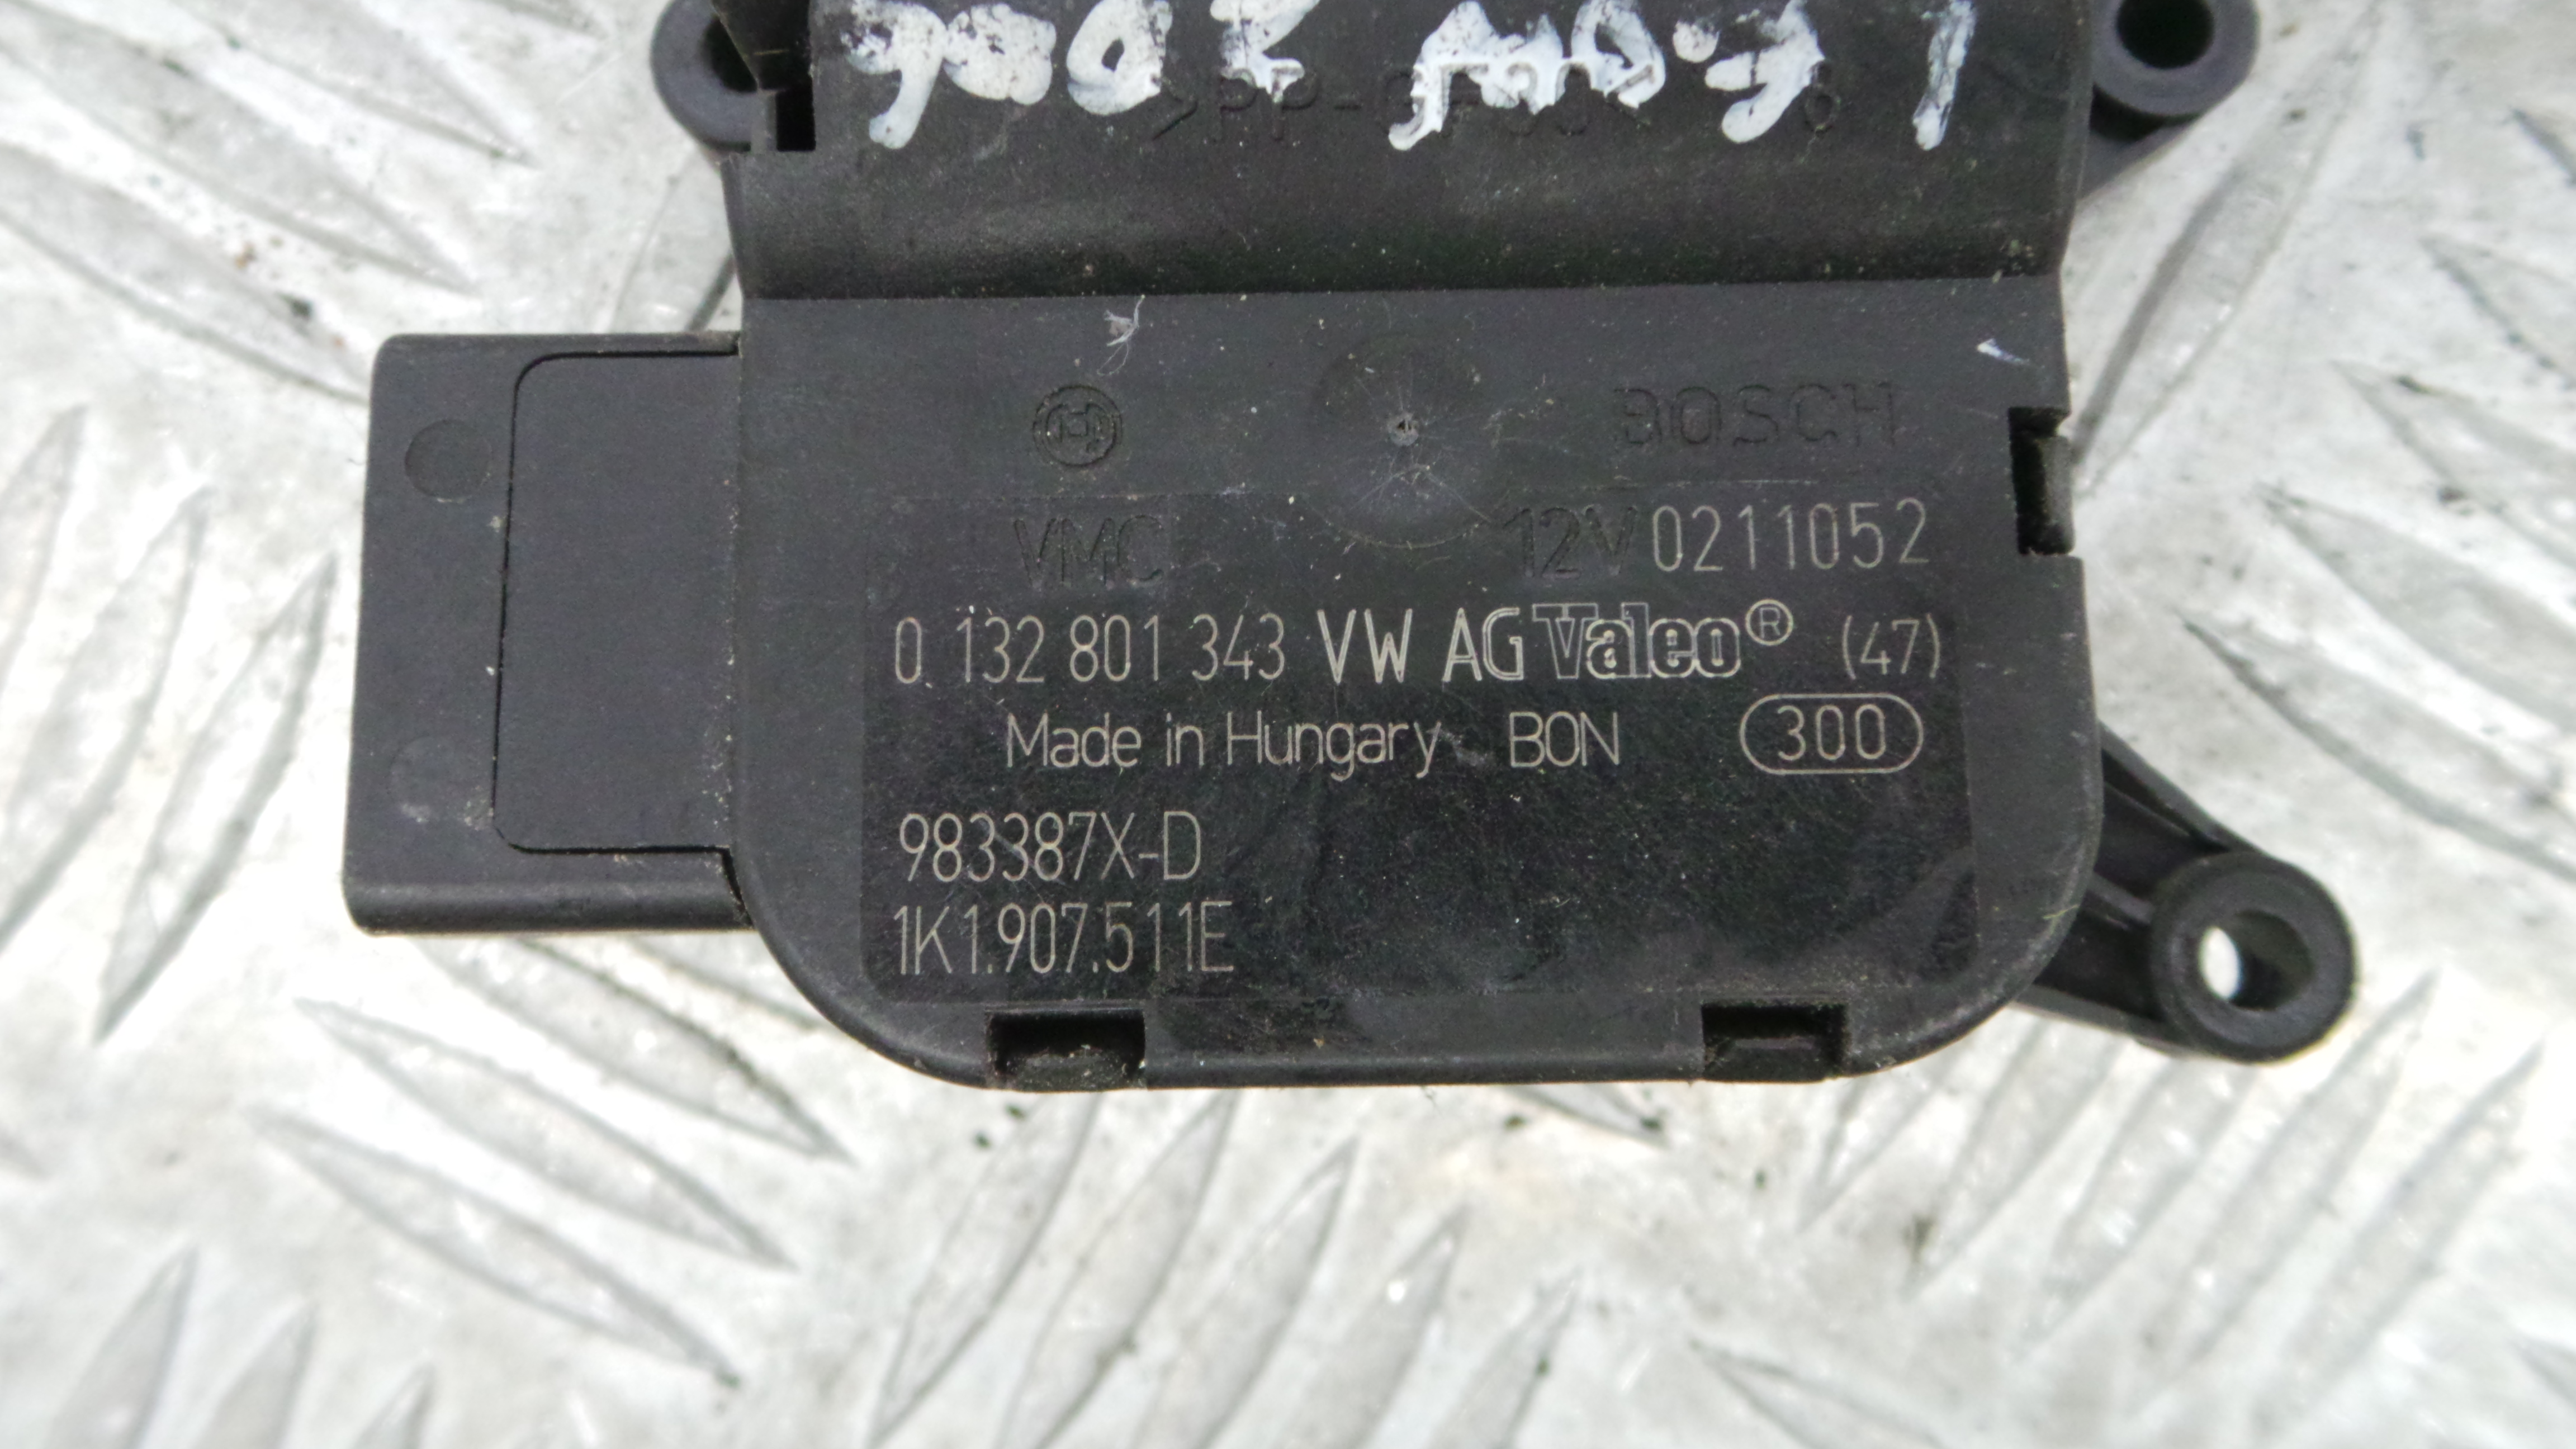 BOSCH
VMC 12V 0211052
0 132 801 343 VW AG Valeo® (47)
Made in Hungary BON 300
983387X-D
1K1.907.511E